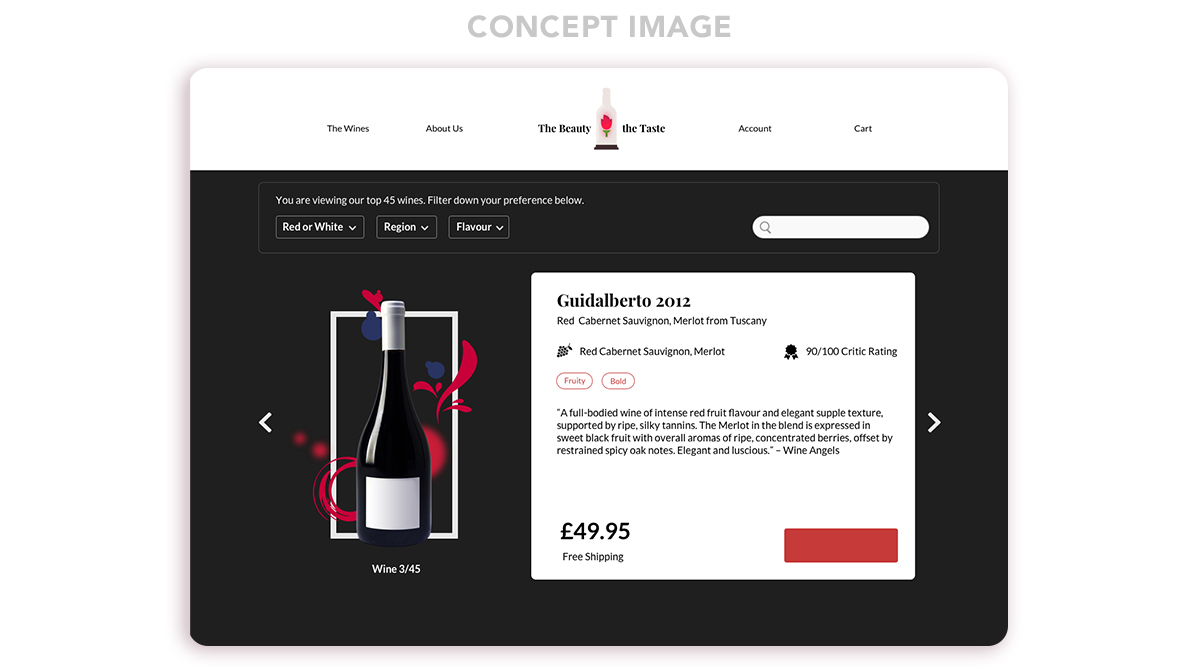 CONCEPT IMAGE
The Wines
About Us
The Beauty the Taste
Account
Cart
You are viewing our top 45 wines. Filter down your preference below.
Red or White
Region
Flavour
Guidalberto 2012
Red Cabernet Sauvignon, Merlot from Tuscany
Red Cabernet Sauvignon, Merlot
90/100 Critic Rating
Fruity
Bold
"A full-bodied wine of intense red fruit flavour and elegant supple texture,
supported by ripe, silky tannins. The Merlot in the blend is expressed in
sweet black fruit with overall aromas of ripe, concentrated berries, offset by
restrained spicy oak notes. Elegant and luscious." – Wine Angels
£49.95
Free Shipping
Wine 3/45